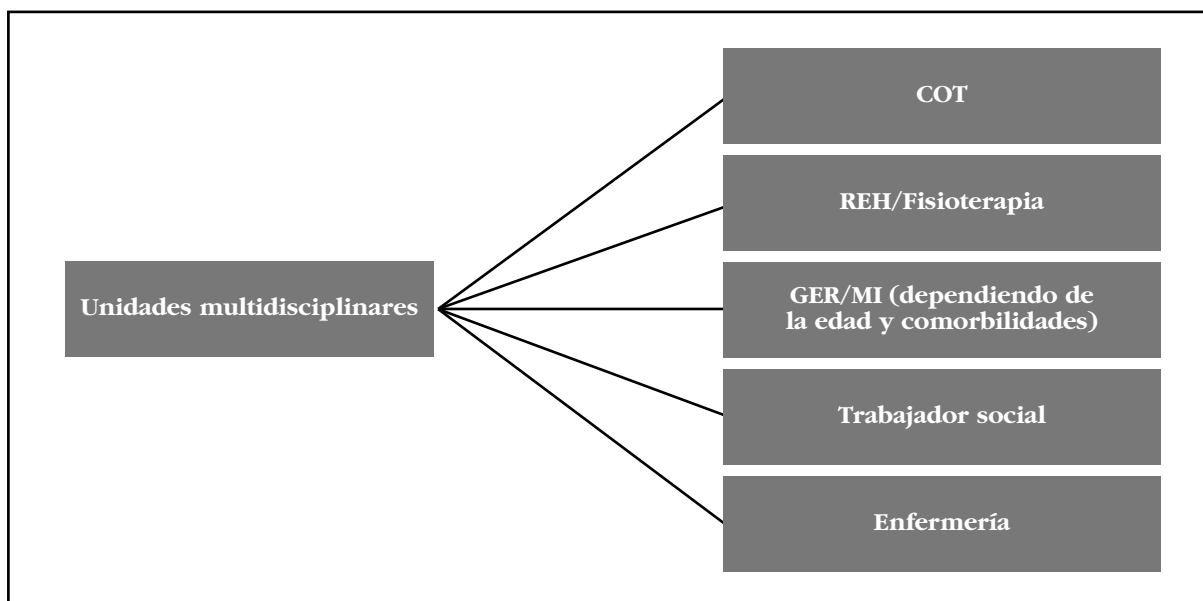 COT
REH/Fisioterapia
Unidades multidisciplinares
GER/MI (dependiendo de
la edad y comorbilidades)
Trabajador social
Enfermería